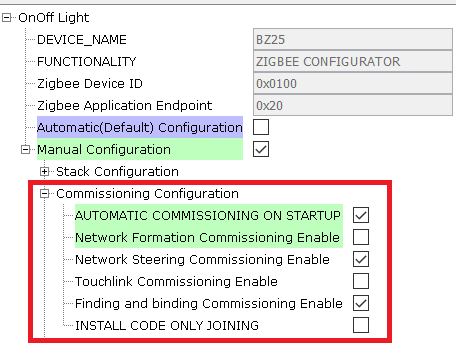 OnOff Light
DEVICE_NAME BZ25
FUNCTIONALITY ZIGBEE CONFIGURATOR
Zigbee Device ID 0x0100
Zigbee Application Endpoint 0x20
Automatic(Default) Configuration
Manual Configuration
Stack Configuration
Commissioning Configuration
AUTOMATIC COMMISSIONING ON STARTUP
Network Formation Commissioning Enable
Network Steering Commissioning Enable
Touchlink Commissioning Enable
Finding and binding Commissioning Enable
INSTALL CODE ONLY JOINING